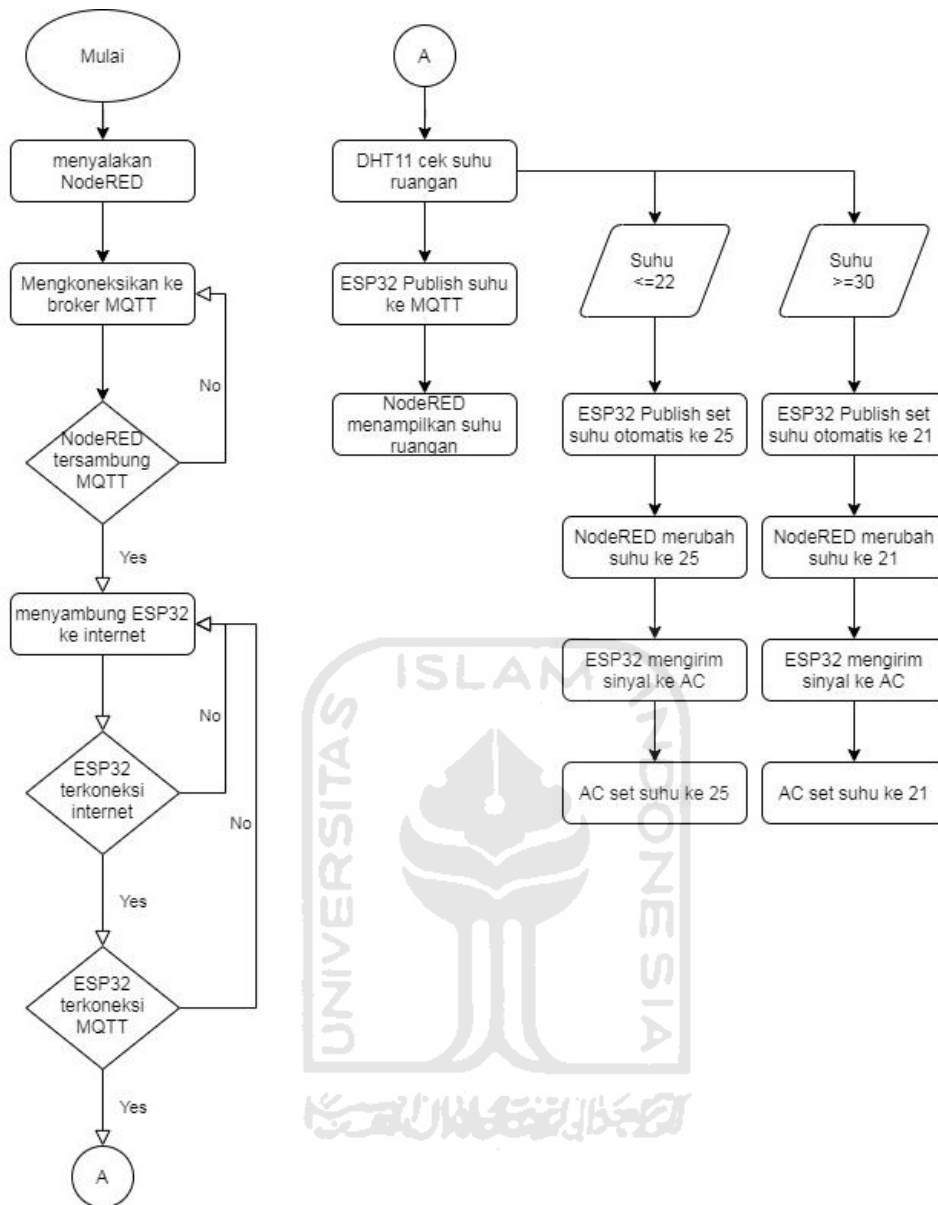 Mulai
menyalakan
NodeRED
Mengkoneksikan ke
broker MQTT
No
NodeRED
tersambung
MQTT
Yes
menyambung ESP32
ke internet
No
ESP32
terkoneksi
internet
No
Yes
ESP32
terkoneksi
MQTT
Yes
A
A
DHT11 cek suhu
ruangan
ESP32 Publish suhu
ke MQTT
NodeRED
menampilkan suhu
ruangan
Suhu
<=22
ESP32 Publish set
suhu otomatis ke 25
NodeRED merubah
suhu ke 25
ESP32 mengirim
sinyal ke AC
AC set suhu ke 25
Suhu
>=30
ESP32 Publish set
suhu otomatis ke 21
NodeRED merubah
suhu ke 21
ESP32 mengirim
sinyal ke AC
AC set suhu ke 21
UNIVERSITAS
ISLAM
INDONESIA